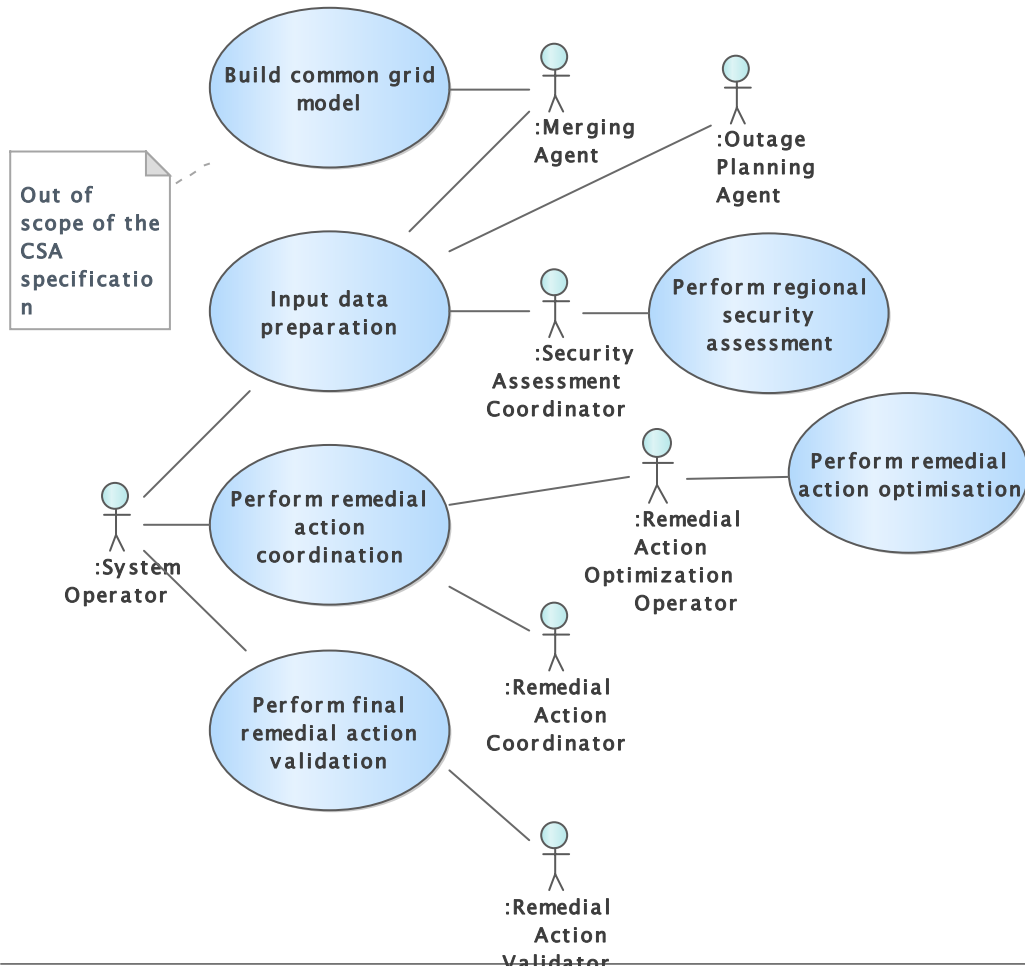 Build common grid
model
:Merging
Agent
:Outage
Planning
Agent
Out of
scope of the
CSA
specificatio
n
Input data
preparation
:Security
Assessment
Coordinator
Perform regional
security
assessment
Perform remedial
action optimisation
Perform remedial
action
coordination
:System
Operator
:Remedial
Action
Optimization
Operator
:Remedial
Action
Coordinator
Perform final
remedial action
validation
:Remedial
Action
Validator